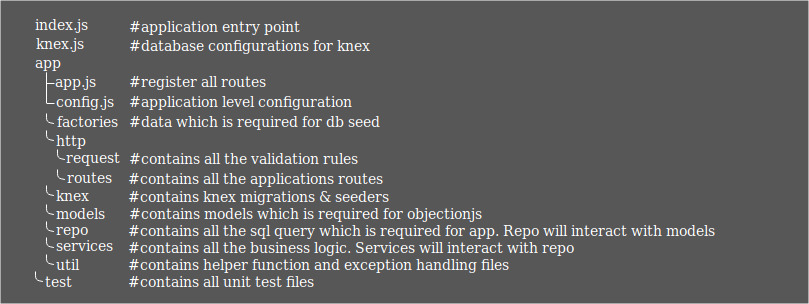 index.js #application entry point
knex.js #database configurations for knex
app
app.js #register all routes
config.js #application level configuration
factories #data which is required for db seed
http
request #contains all the validation rules
routes #contains all the applications routes
knex #contains knex migrations & seeders
models #contains models which is required for objectionjs
repo #contains all the sql query which is required for app. Repo will interact with models
services #contains all the business logic. Services will interact with repo
util #contains helper function and exception handling files
test #contains all unit test files